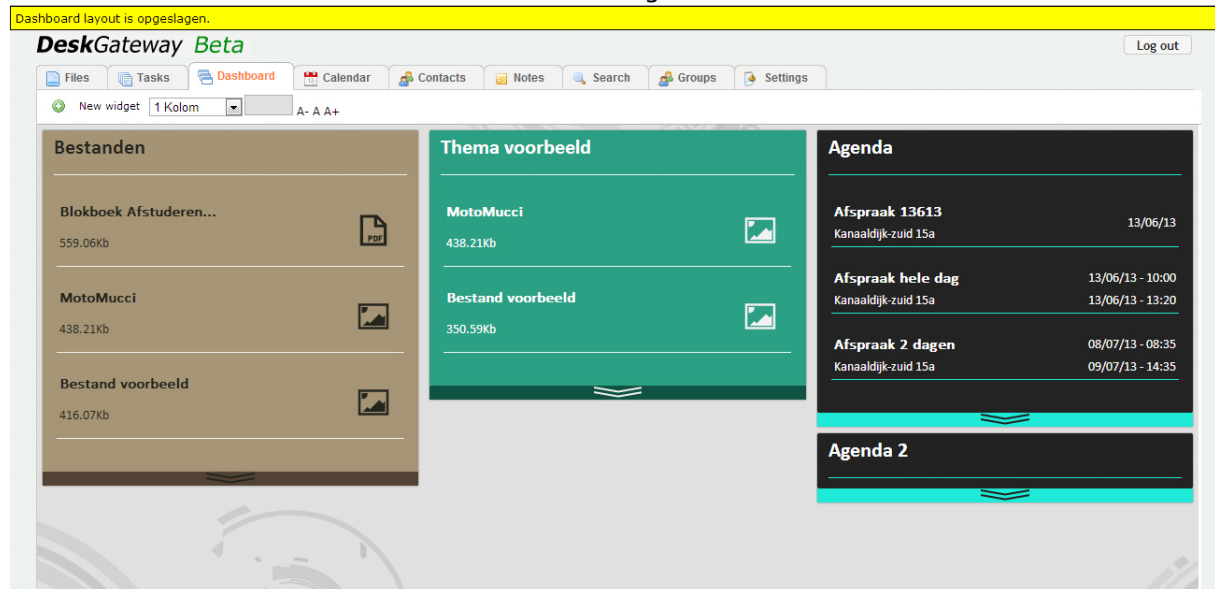 Dashboard layout is opgeslagen.
DeskGateway Beta
Log out
Files Tasks Dashboard Calendar Contacts Notes Search Groups Settings
New widget 1 Kolom A- A A+
Bestanden
Blokboek Afstuderen...
559.06Kb
PDF
MotoMucci
438.21Kb
Bestand voorbeeld
416.07Kb
Thema voorbeeld
MotoMucci
438.21Kb
Bestand voorbeeld
350.59Kb
Agenda
Afspraak 13613
13/06/13
Kanaaldijk-zuid 15a
Afspraak hele dag 13/06/13 - 10:00
Kanaaldijk-zuid 15a 13/06/13 - 13:20
Afspraak 2 dagen 08/07/13 - 08:35
Kanaaldijk-zuid 15a 09/07/13 - 14:35
Agenda 2